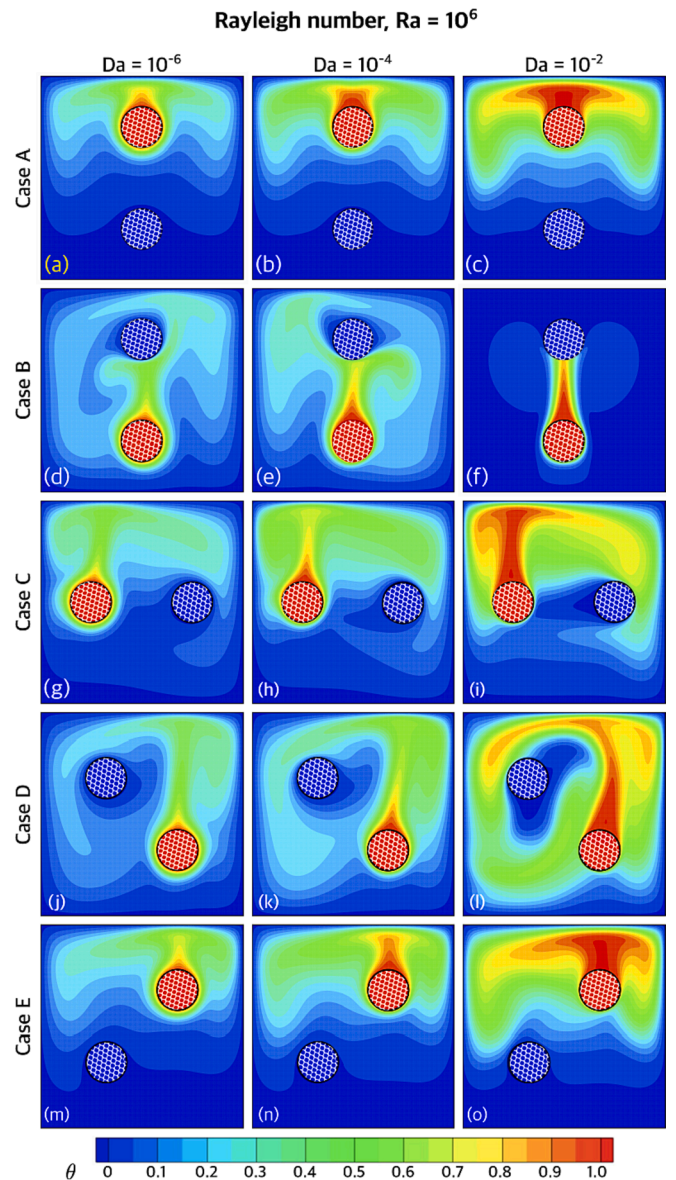 Rayleigh number, Ra = 10⁶
Da = 10⁻⁶ Da = 10⁻⁴ Da = 10⁻²
Case A
(a) (b) (c)
Case B
(d) (e) (f)
Case C
(g) (h) (i)
Case D
(j) (k) (l)
Case E
(m) (n) (o)
θ 0 0.1 0.2 0.3 0.4 0.5 0.6 0.7 0.8 0.9 1.0